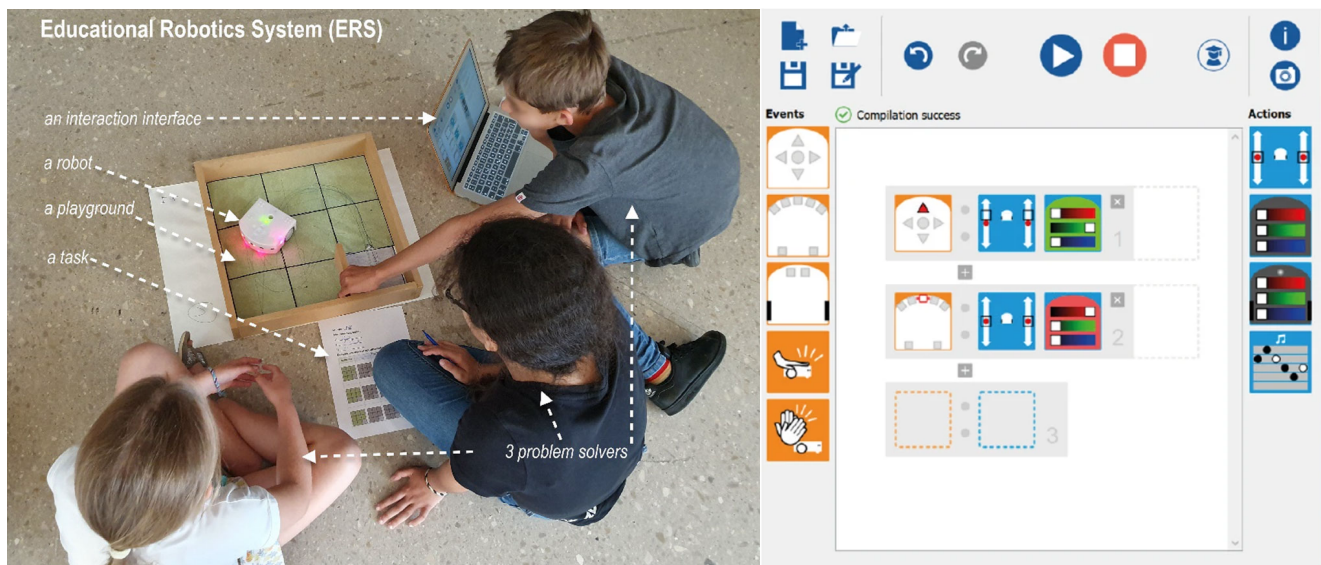 Educational Robotics System (ERS)
an interaction interface
a robot
a playground
a task
3 problem solvers
Events
Compilation success
Actions
1
2
3